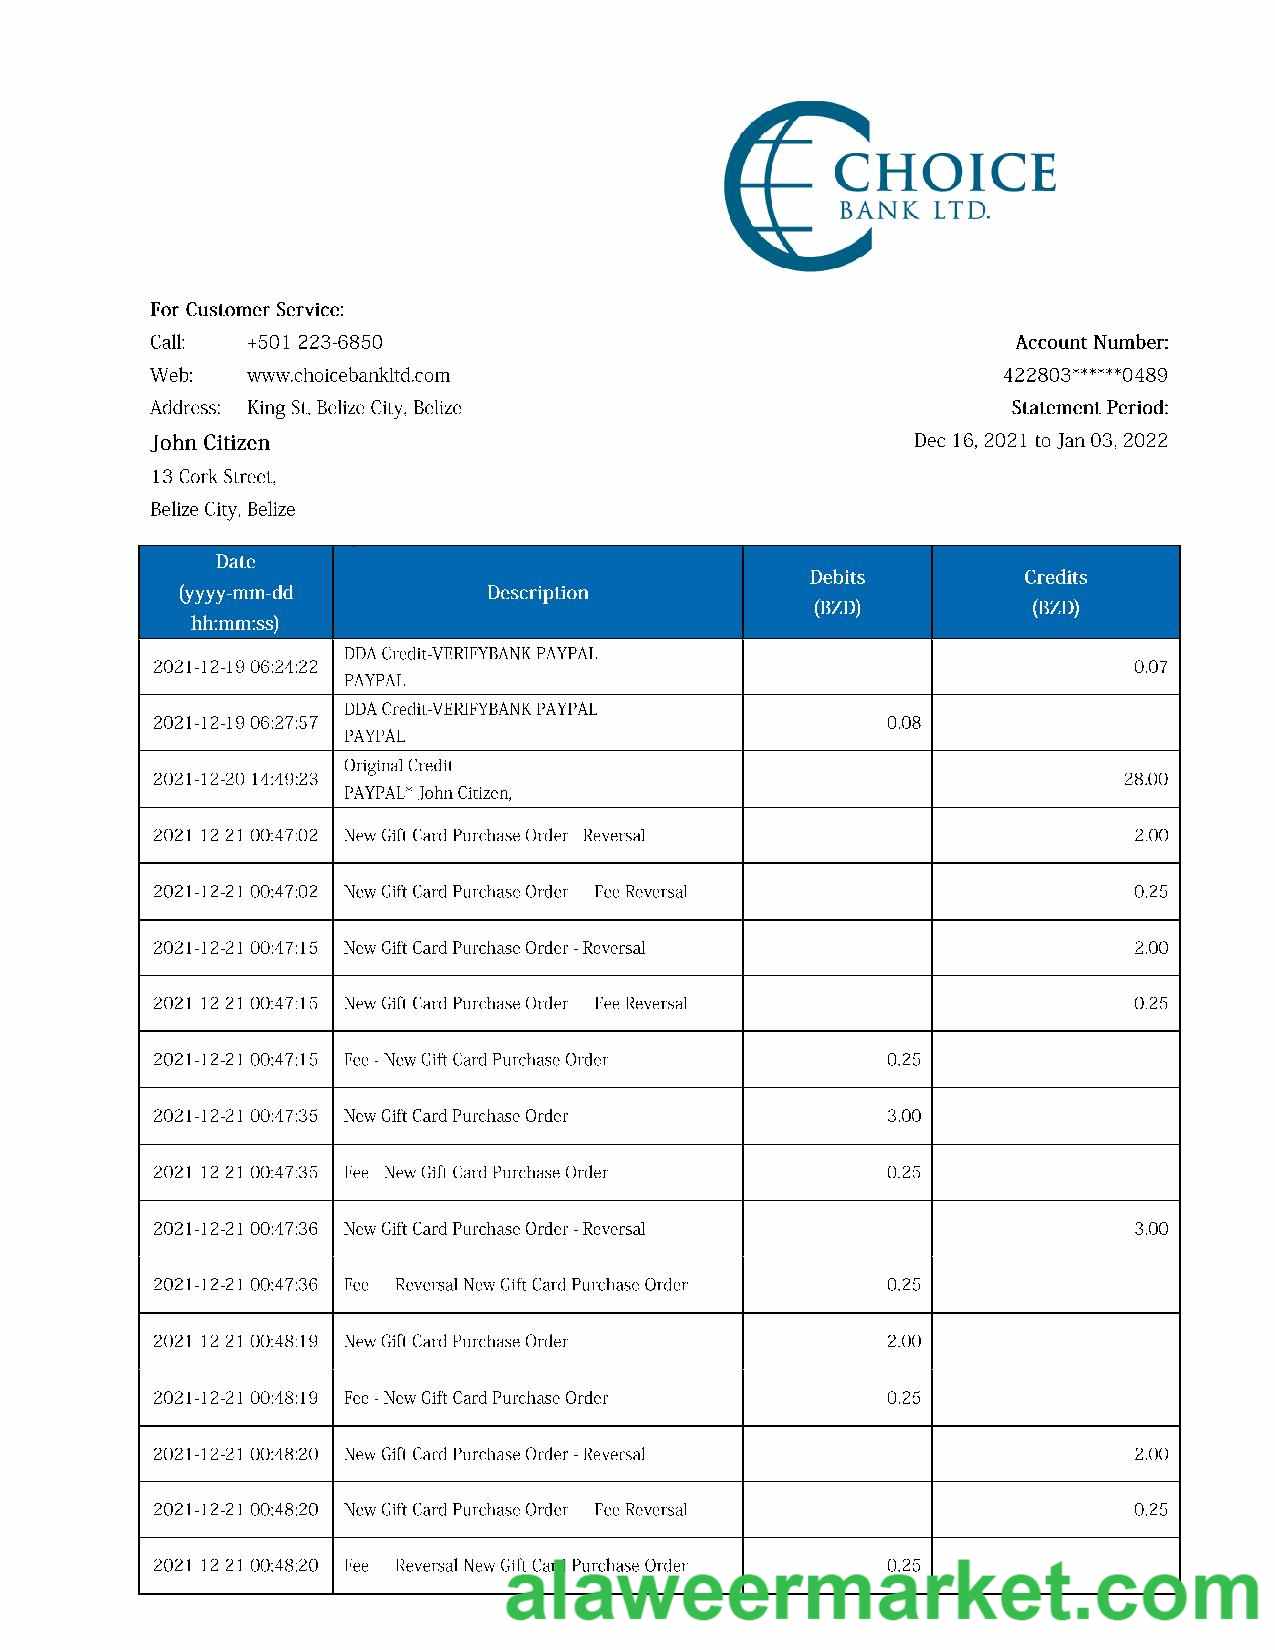 CHOICE
BANK LTD.
For Customer Service:
Call: +501 223-6850
Account Number:
Web: www.choicebankltd.com
422803******0489
Address: King St, Belize City, Belize
Statement Period:
John Citizen
Dec 16, 2021 to Jan 03, 2022
13 Cork Street,
Belize City, Belize
Date
(yyyy-mm-dd
hh:mm:ss)
Description
Debits
(BZD)
Credits
(BZD)
2021-12-19 06:24:22 DDA Credit-VERIFYBANK PAYPAL 0.07
PAYPAL
2021-12-19 06:27:57 DDA Credit-VERIFYBANK PAYPAL 0.08
PAYPAL
2021-12-20 14:49:23 Original Credit 28.00
PAYPAL* John Citizen,
2021 12 21 00:47:02 New Gift Card Purchase Order Reversal 2.00
2021-12-21 00:47:02 New Gift Card Purchase Order Fee Reversal 0.25
2021-12-21 00:47:15 New Gift Card Purchase Order - Reversal 2.00
2021 12 21 00:47:15 New Gift Card Purchase Order Fee Reversal 0.25
2021-12-21 00:47:15 Fee - New Gift Card Purchase Order 0.25
2021-12-21 00:47:35 New Gift Card Purchase Order 3.00
2021 12 21 00:47:35 Fee New Gift Card Purchase Order 0.25
2021-12-21 00:47:36 New Gift Card Purchase Order - Reversal 3.00
2021-12-21 00:47:36 Fee Reversal New Gift Card Purchase Order 0.25
2021 12 21 00:48:19 New Gift Card Purchase Order 2.00
2021-12-21 00:48:19 Fee - New Gift Card Purchase Order 0.25
2021-12-21 00:48:20 New Gift Card Purchase Order - Reversal 2.00
2021-12-21 00:48:20 New Gift Card Purchase Order Fee Reversal 0.25
2021 12 21 00:48:20 Fee Reversal New Gift Card Purchase Order 0.25
alaweermarket.com